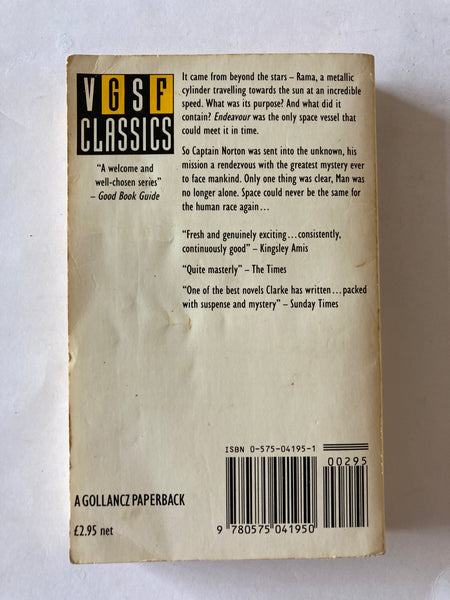 VGSF
CLASSICS
"A welcome and
well-chosen series"
– Good Book Guide
It came from beyond the stars – Rama, a metallic
cylinder travelling towards the sun at an incredible
speed. What was its purpose? And what did it
contain? Endeavour was the only space vessel that
could meet it in time.
So Captain Norton was sent into the unknown, his
mission a rendezvous with the greatest mystery ever
to face mankind. Only one thing was clear, Man was
no longer alone. Space could never be the same for
the human race again...
"Fresh and genuinely exciting...consistently,
continuously good" – Kingsley Amis
"Quite masterly" – The Times
"One of the best novels Clarke has written...packed
with suspense and mystery" – Sunday Times
ISBN 0-575-04195-1
00295
9 780575 041950
A GOLLANCZ PAPERBACK
£2.95 net